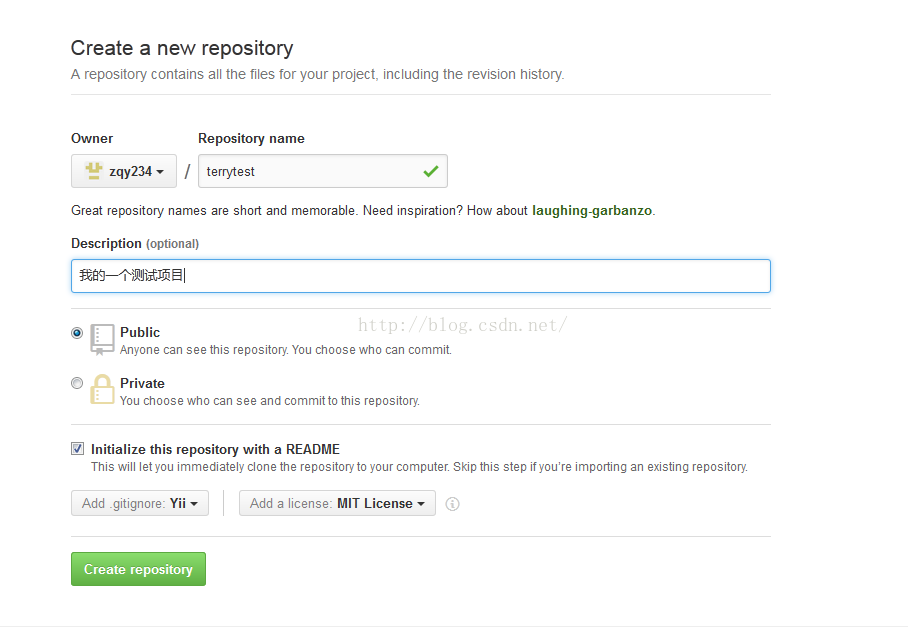 Create a new repository
A repository contains all the files for your project, including the revision history.
Owner Repository name
zqy234 / terrytest
Great repository names are short and memorable. Need inspiration? How about laughing-garbanzo.
Description (optional)
我的一个测试项目
http://blog.csdn.net/
Public
Anyone can see this repository. You choose who can commit.
Private
You choose who can see and commit to this repository.
Initialize this repository with a README
This will let you immediately clone the repository to your computer. Skip this step if you're importing an existing repository.
Add .gitignore: Yii Add a license: MIT License
Create repository